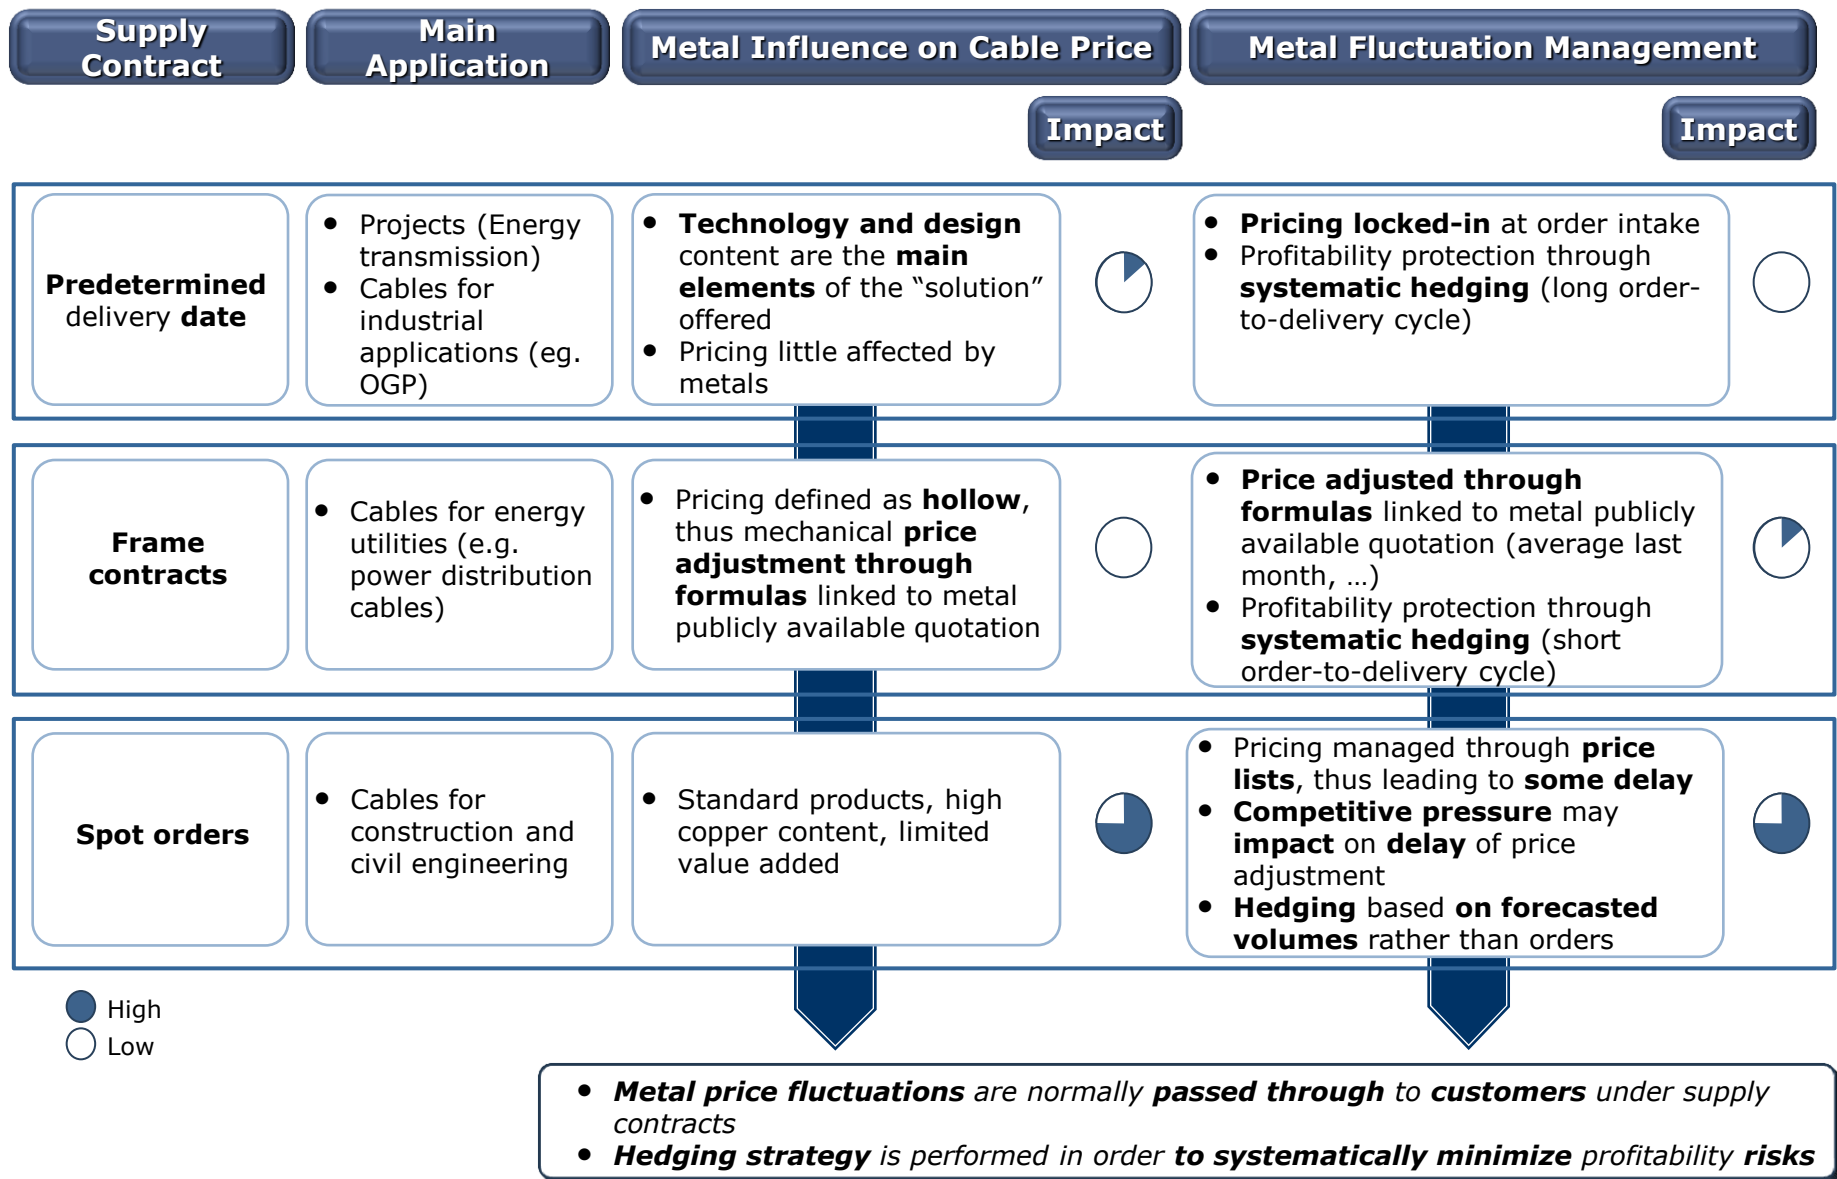 Supply
Contract
Main
Application
Metal Influence on Cable Price
Metal Fluctuation Management
Impact
Impact
Predetermined
delivery date
• Projects (Energy
transmission)
• Cables for
industrial
applications (eg.
OGP)
• Technology and design
content are the main
elements of the “solution”
offered
• Pricing little affected by
metals
• Pricing locked-in at order intake
• Profitability protection through
systematic hedging (long order-
to-delivery cycle)
Frame
contracts
• Cables for energy
utilities (e.g.
power distribution
cables)
• Pricing defined as hollow,
thus mechanical price
adjustment through
formulas linked to metal
publicly available quotation
• Price adjusted through
formulas linked to metal publicly
available quotation (average last
month, …)
• Profitability protection through
systematic hedging (short
order-to-delivery cycle)
Spot orders
• Cables for
construction and
civil engineering
• Standard products, high
copper content, limited
value added
• Pricing managed through price
lists, thus leading to some delay
• Competitive pressure may
impact on delay of price
adjustment
• Hedging based on forecasted
volumes rather than orders
High
Low
• Metal price fluctuations are normally passed through to customers under supply
contracts
• Hedging strategy is performed in order to systematically minimize profitability risks